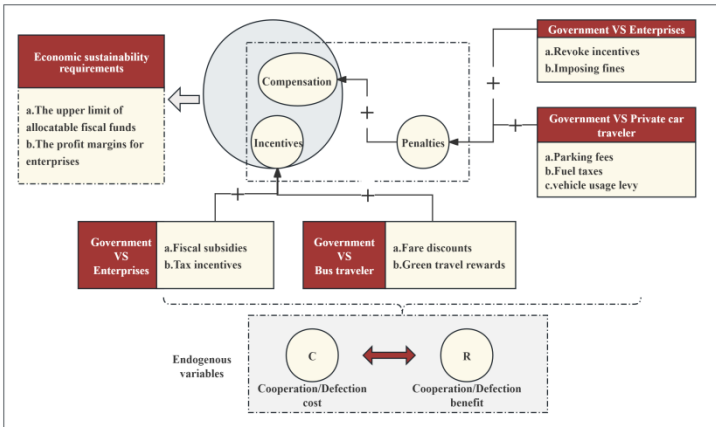 Economic sustainability
requirements
a.The upper limit of
allocatable fiscal funds
b.The profit margins for
enterprises
Compensation
Incentives
Penalties
Government VS Enterprises
a.Revoke incentives
b.Imposing fines
Government VS Private car
traveler
a.Parking fees
b.Fuel taxes
c.vehicle usage levy
Government
VS
Enterprises
a.Fiscal subsidies
b.Tax incentives
Government
VS
Bus traveler
a.Fare discounts
b.Green travel rewards
Endogenous
variables
C
Cooperation/Defection
cost
R
Cooperation/Defection
benefit